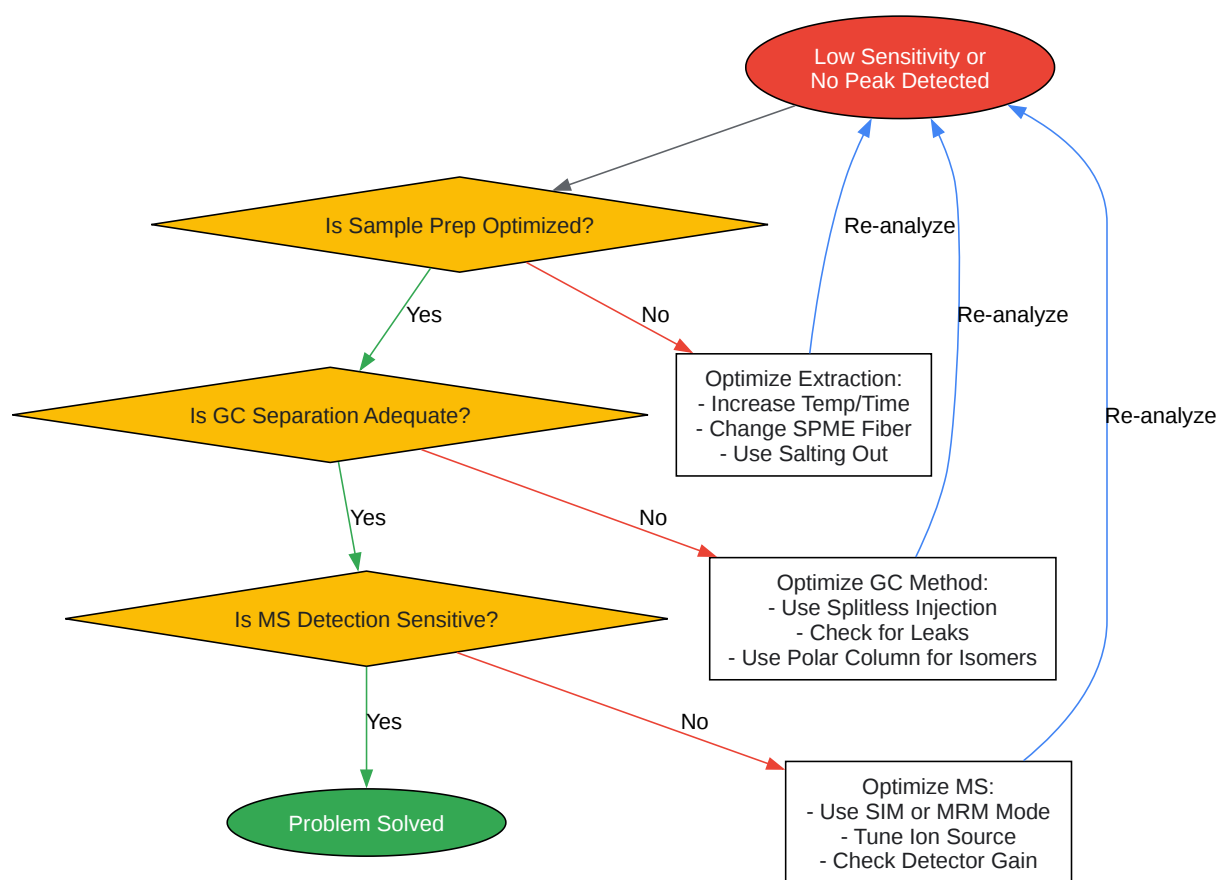 Low Sensitivity or
No Peak Detected
Is Sample Prep Optimized?
Re-analyze
Yes
No
Re-analyze
Optimize Extraction:
- Increase Temp/Time
- Change SPME Fiber
- Use Salting Out
Is GC Separation Adequate?
Re-analyze
Yes
No
Optimize GC Method:
- Use Splitless Injection
- Check for Leaks
- Use Polar Column for Isomers
Is MS Detection Sensitive?
Yes
No
Optimize MS:
- Use SIM or MRM Mode
- Tune Ion Source
- Check Detector Gain
Problem Solved